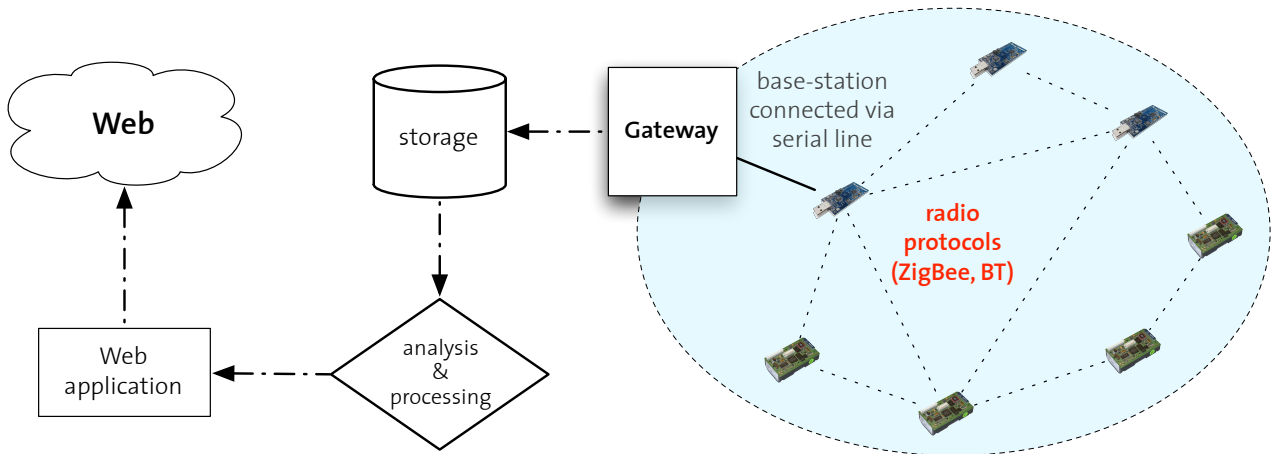 Web
storage
Gateway
base-station
connected via
serial line
radio
protocols
(ZigBee, BT)
analysis
&
processing
Web
application